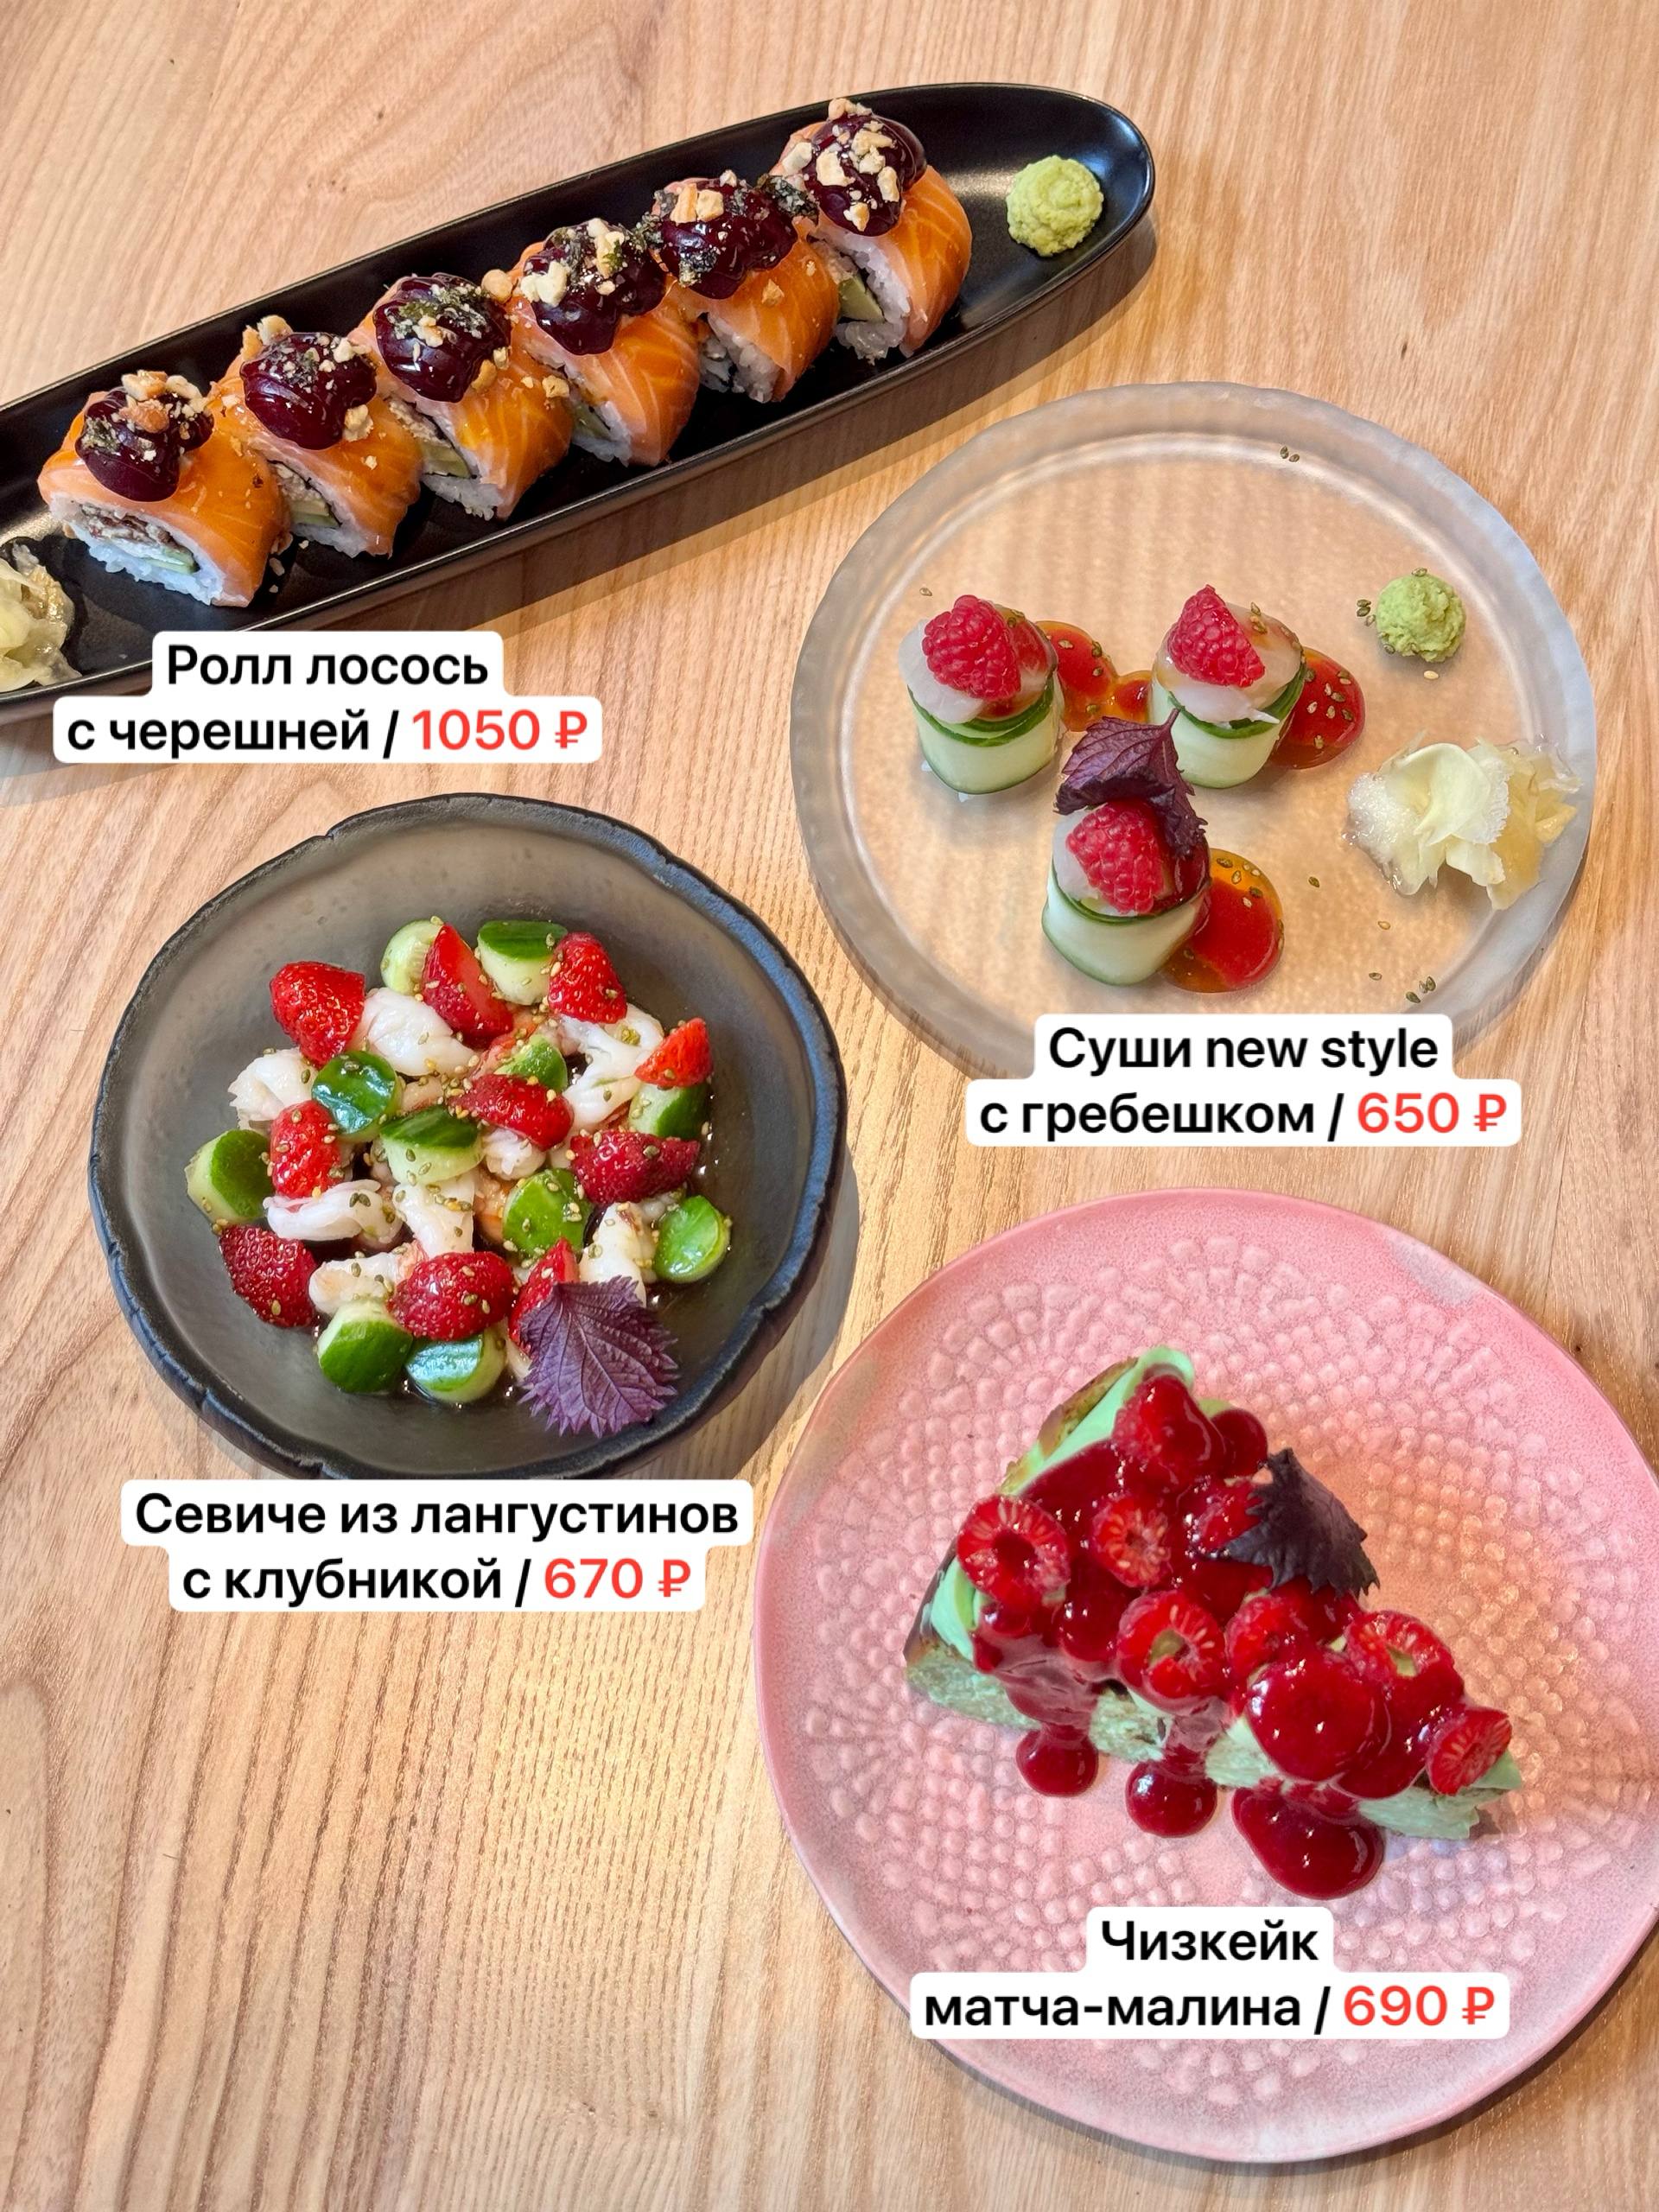 Ролл лосось
с черешней / 1050 ₽
Суши new style
с гребешком / 650 ₽
Севиче из лангустинов
с клубникой / 670 ₽
Чизкейк
матча-малина / 690 ₽